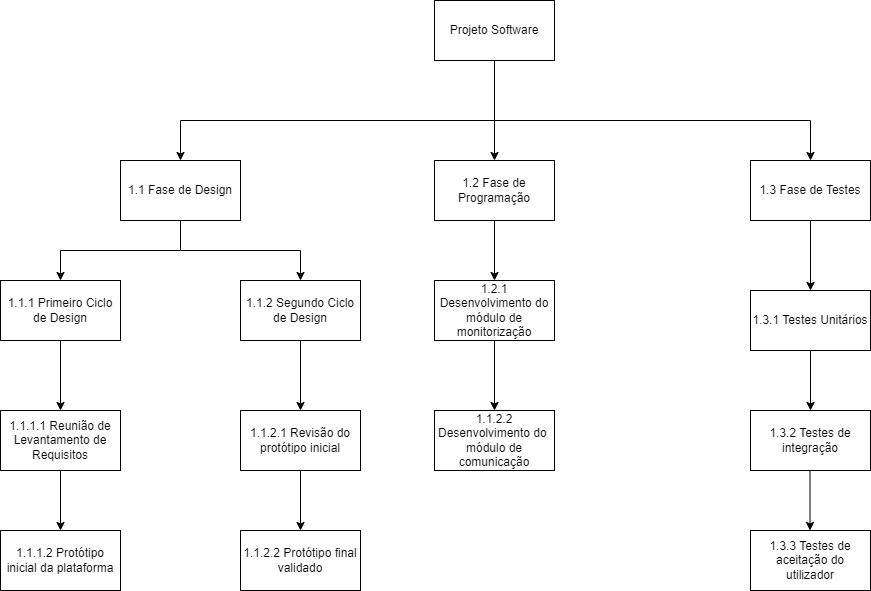 Projeto Software
1.1 Fase de Design
1.2 Fase de
Programação
1.3 Fase de Testes
1.1.1 Primeiro Ciclo
de Design
1.1.2 Segundo Ciclo
de Design
1.2.1
Desenvolvimento do
módulo de
monitorização
1.3.1 Testes Unitários
1.1.1.1 Reunião de
Levantamento de
Requisitos
1.1.2.1 Revisão do
protótipo inicial
1.1.2.2
Desenvolvimento do
módulo de
comunicação
1.3.2 Testes de
integração
1.1.1.2 Protótipo
inicial da plataforma
1.1.2.2 Protótipo final
validado
1.3.3 Testes de
aceitação do
utilizador